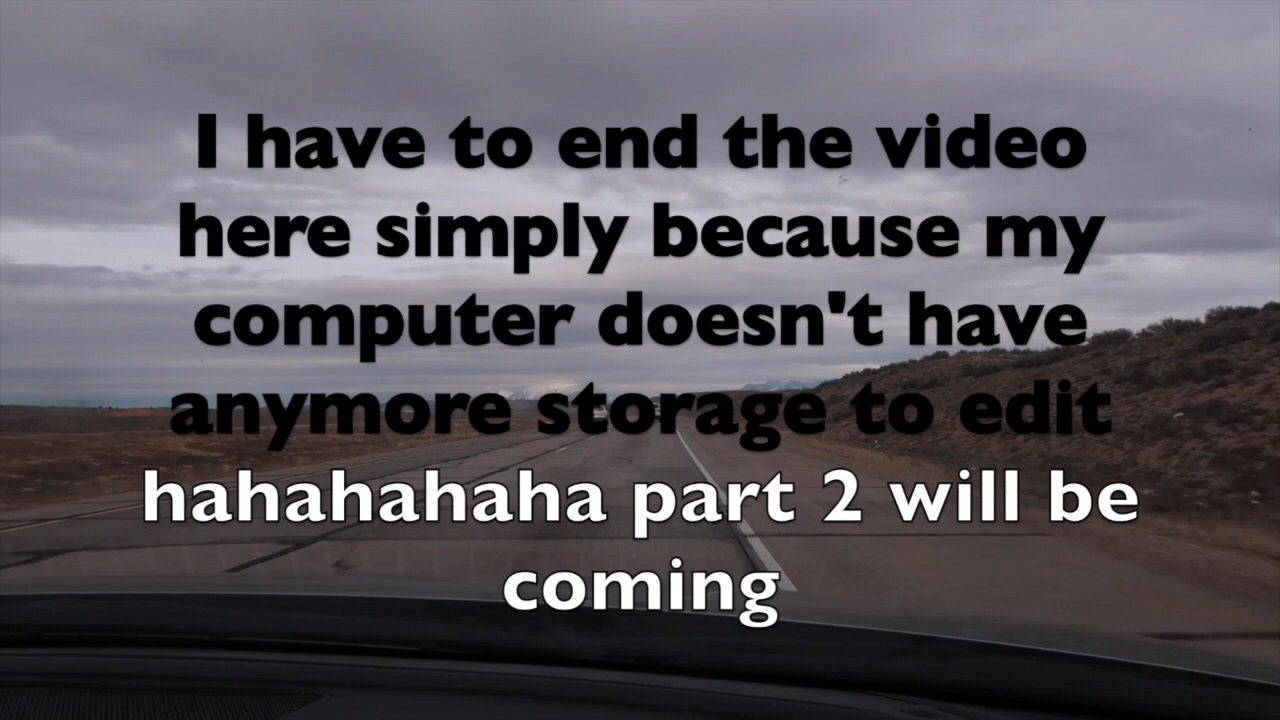 I have to end the video
here simply because my
computer doesn't have
anymore storage to edit
hahahahaha part 2 will be
coming